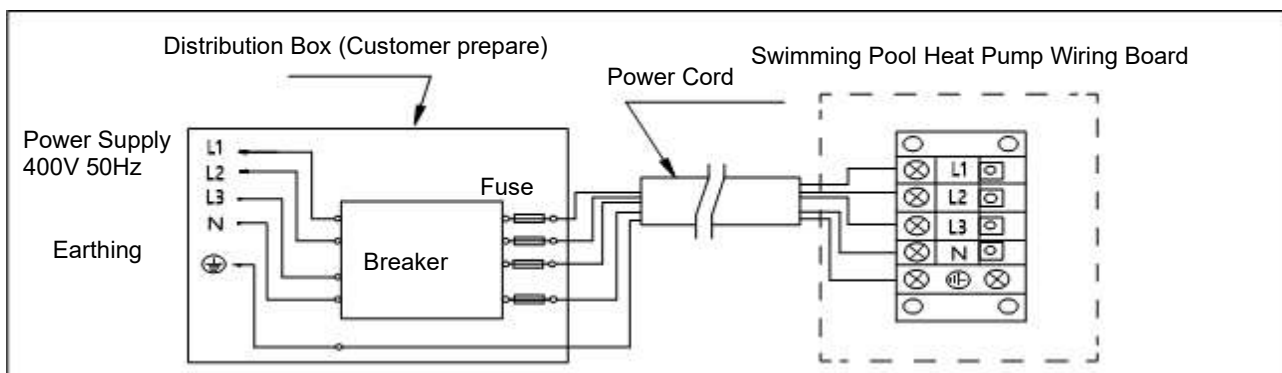 Distribution Box (Customer prepare)
Power Cord
Swimming Pool Heat Pump Wiring Board
Power Supply
400V 50Hz
L1
L2
L3
N
Earthing
Fuse
Breaker
L1
L2
L3
N